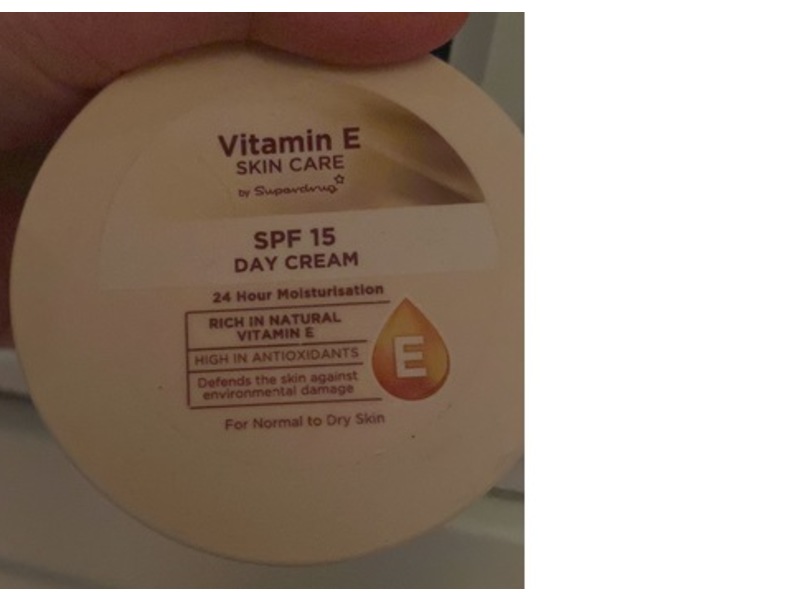 Vitamin E
SKIN CARE
by Superdrug
SPF 15
DAY CREAM
24 Hour Moisturisation
RICH IN NATURAL
VITAMIN E
HIGH IN ANTIOXIDANTS
E
Defends the skin against
environmental damage
For Normal to Dry Skin